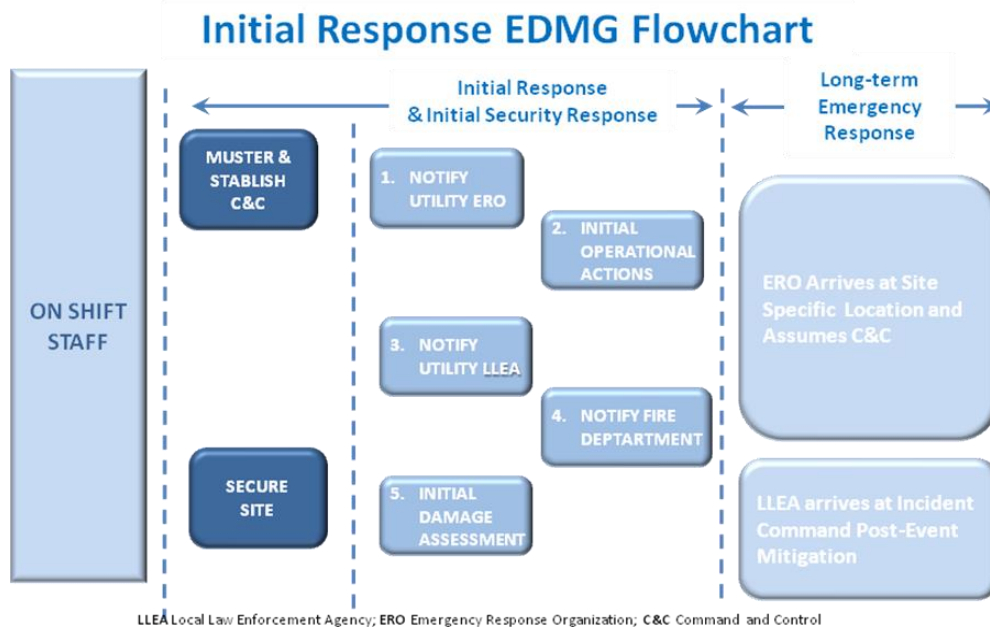 Initial Response EDMG Flowchart
Initial Response
& Initial Security Response
Long-term
Emergency
Response
ON SHIFT
STAFF
MUSTER &
STABLISH
C&C
1. NOTIFY
UTILITY ERO
2. INITIAL
OPERATIONAL
ACTIONS
3. NOTIFY
UTILITY LLEA
4. NOTIFY FIRE
DEPTARTMENT
SECURE
SITE
5. INITIAL
DAMAGE
ASSESSMENT
ERO Arrives at Site
Specific Location and
Assumes C&C
LLEA arrives at Incident
Command Post-Event
Mitigation
LLEA Local Law Enforcement Agency; ERO Emergency Response Organization; C&C Command and Control